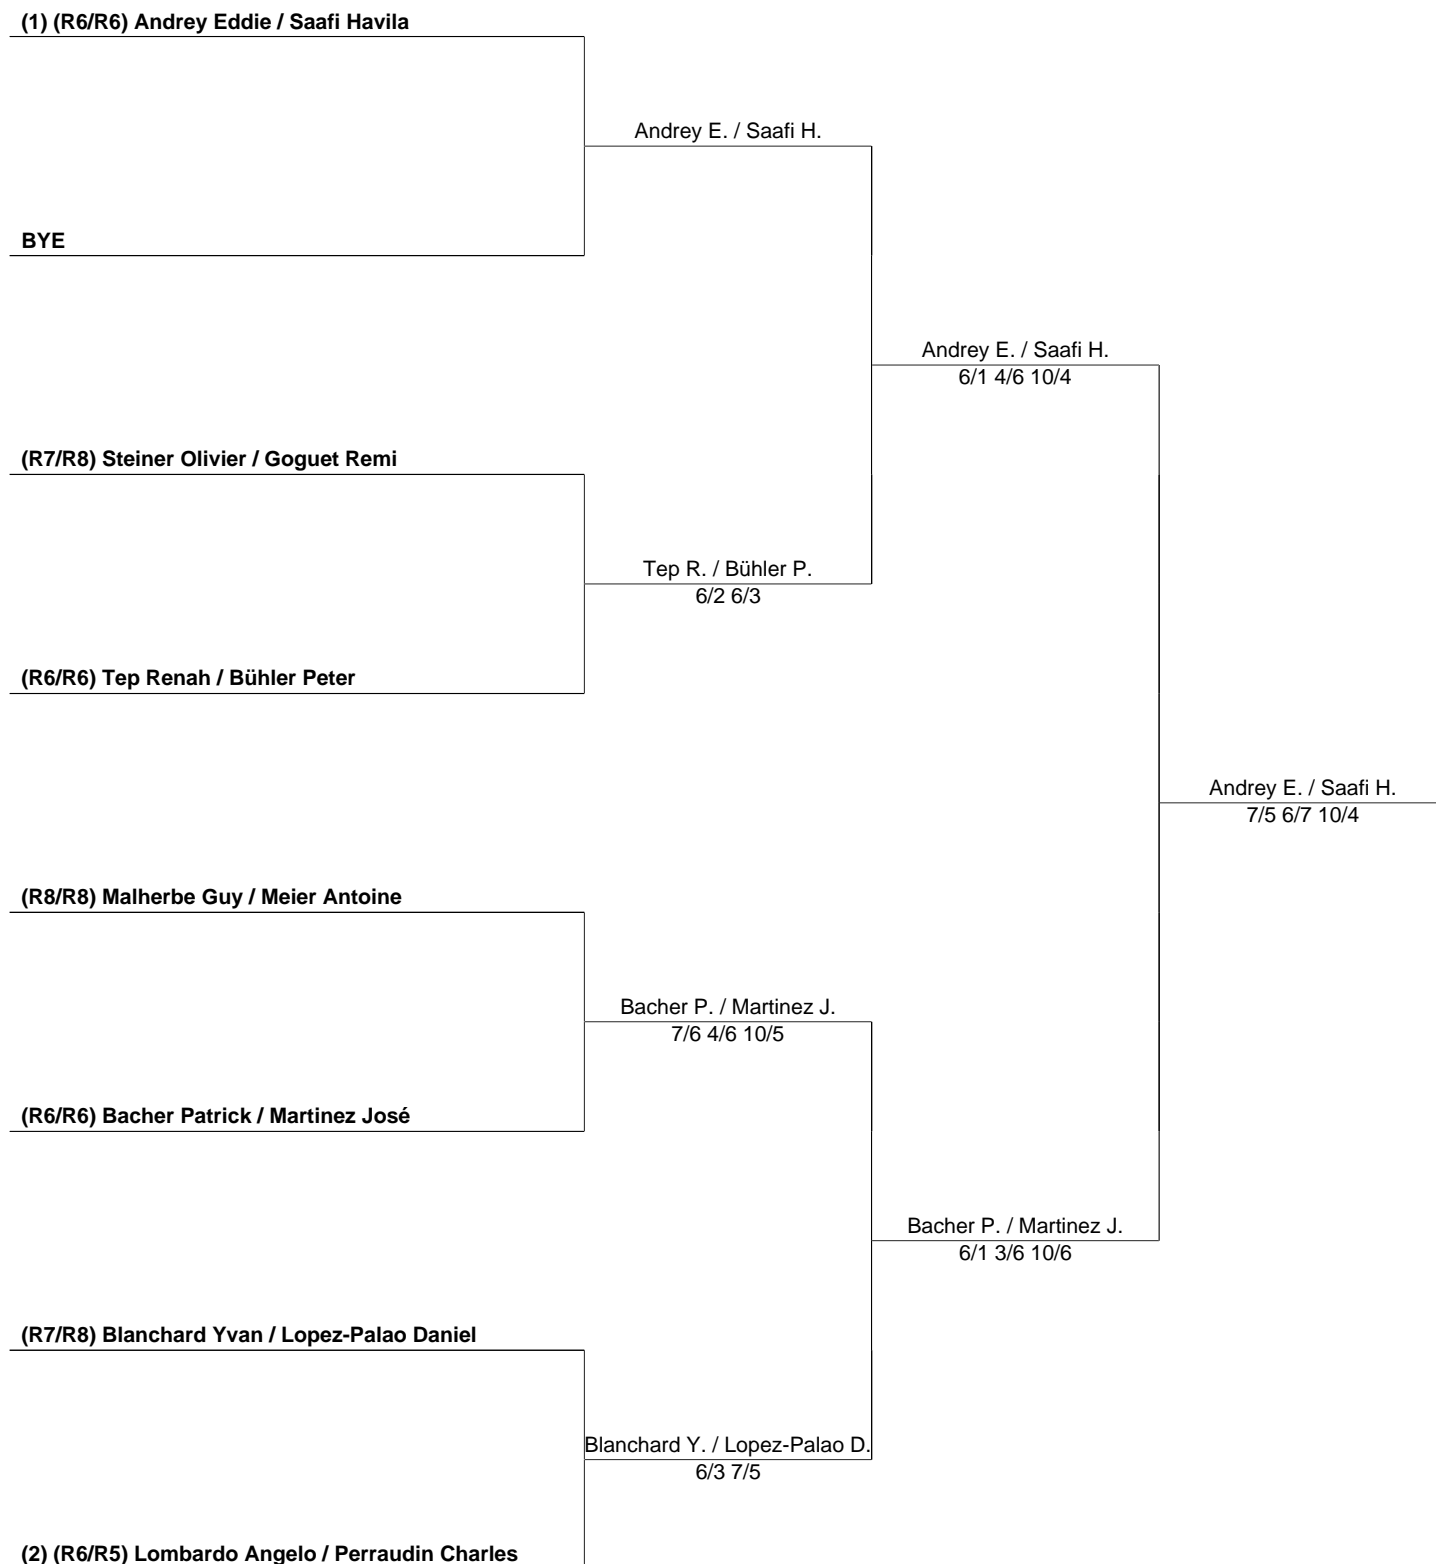 (1) (R6/R6) Andrey Eddie / Saafi Havila
Andrey E. / Saafi H.
BYE
Andrey E. / Saafi H.
6/1 4/6 10/4
(R7/R8) Steiner Olivier / Goguet Remi
Tep R. / Bühler P.
6/2 6/3
(R6/R6) Tep Renah / Bühler Peter
Andrey E. / Saafi H.
7/5 6/7 10/4
(R8/R8) Malherbe Guy / Meier Antoine
Bacher P. / Martinez J.
7/6 4/6 10/5
(R6/R6) Bacher Patrick / Martinez José
Bacher P. / Martinez J.
6/1 3/6 10/6
(R7/R8) Blanchard Yvan / Lopez-Palao Daniel
Blanchard Y. / Lopez-Palao D.
6/3 7/5
(2) (R6/R5) Lombardo Angelo / Perraudin Charles